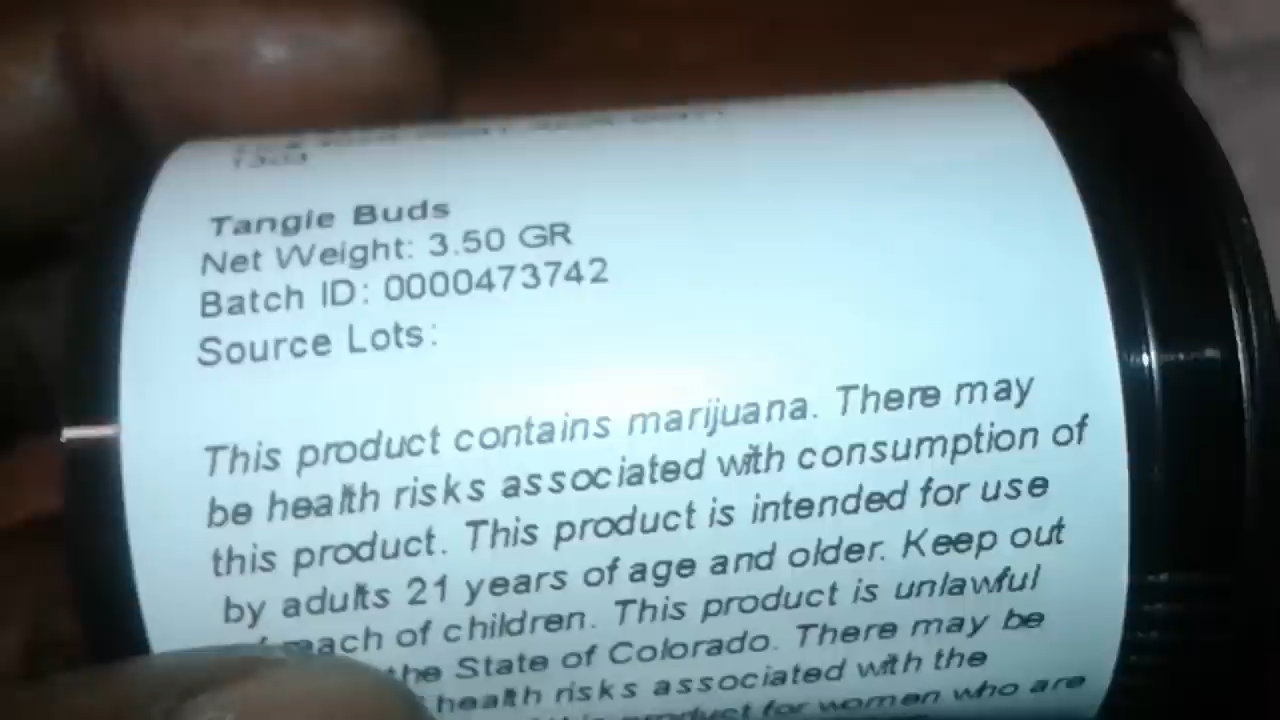 Tangie Buds
Net Weight: 3.50 GR
Batch ID: 0000473742
Source Lots:
This product contains marijuana. There may
be health risks associated with consumption of
this product. This product is intended for use
by adults 21 years of age and older. Keep out
of reach of children. This product is unlawful
the State of Colorado. There may be
health risks associated with the
product for women who are